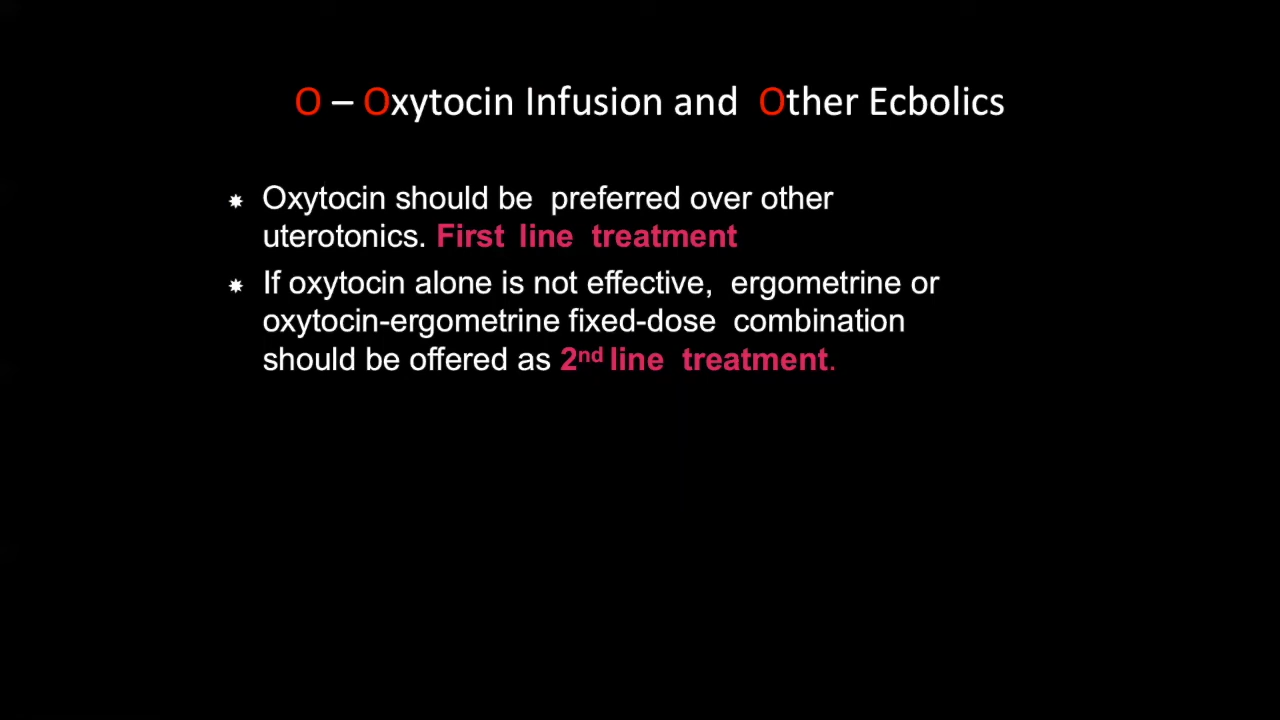 O – Oxytocin Infusion and Other Ecbolics
Oxytocin should be preferred over other
uterotonics. First line treatment
If oxytocin alone is not effective, ergometrine or
oxytocin-ergometrine fixed-dose combination
should be offered as 2nd line treatment.